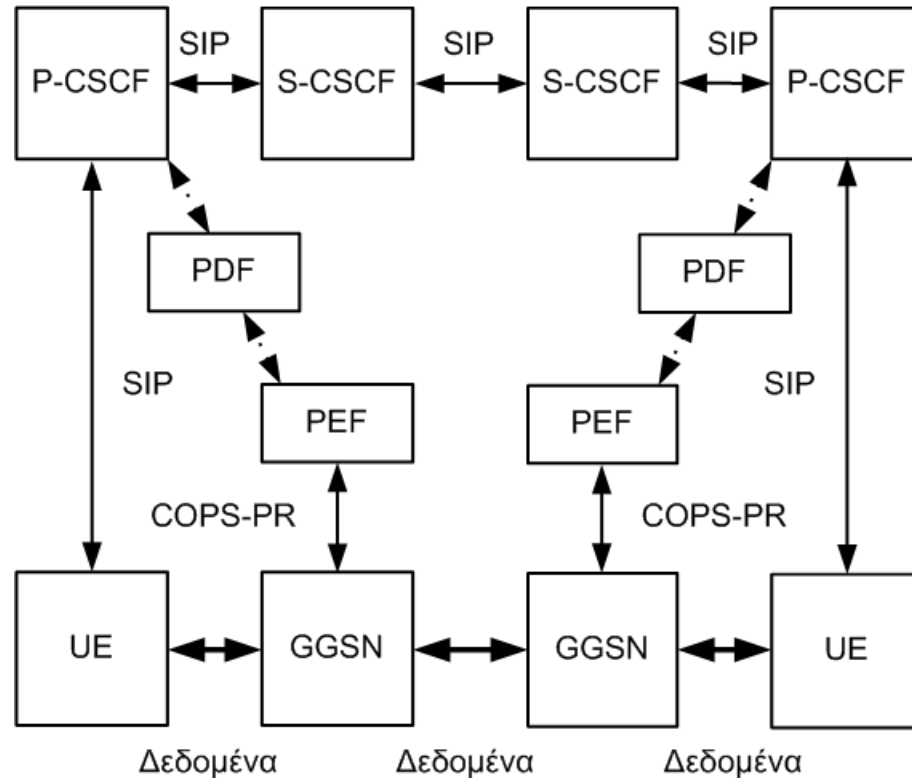 SIP SIP SIP
P-CSCF S-CSCF S-CSCF P-CSCF
PDF PDF
SIP SIP
PEF PEF
COPS-PR COPS-PR
UE GGSN GGSN UE
Δεδομένα Δεδομένα Δεδομένα